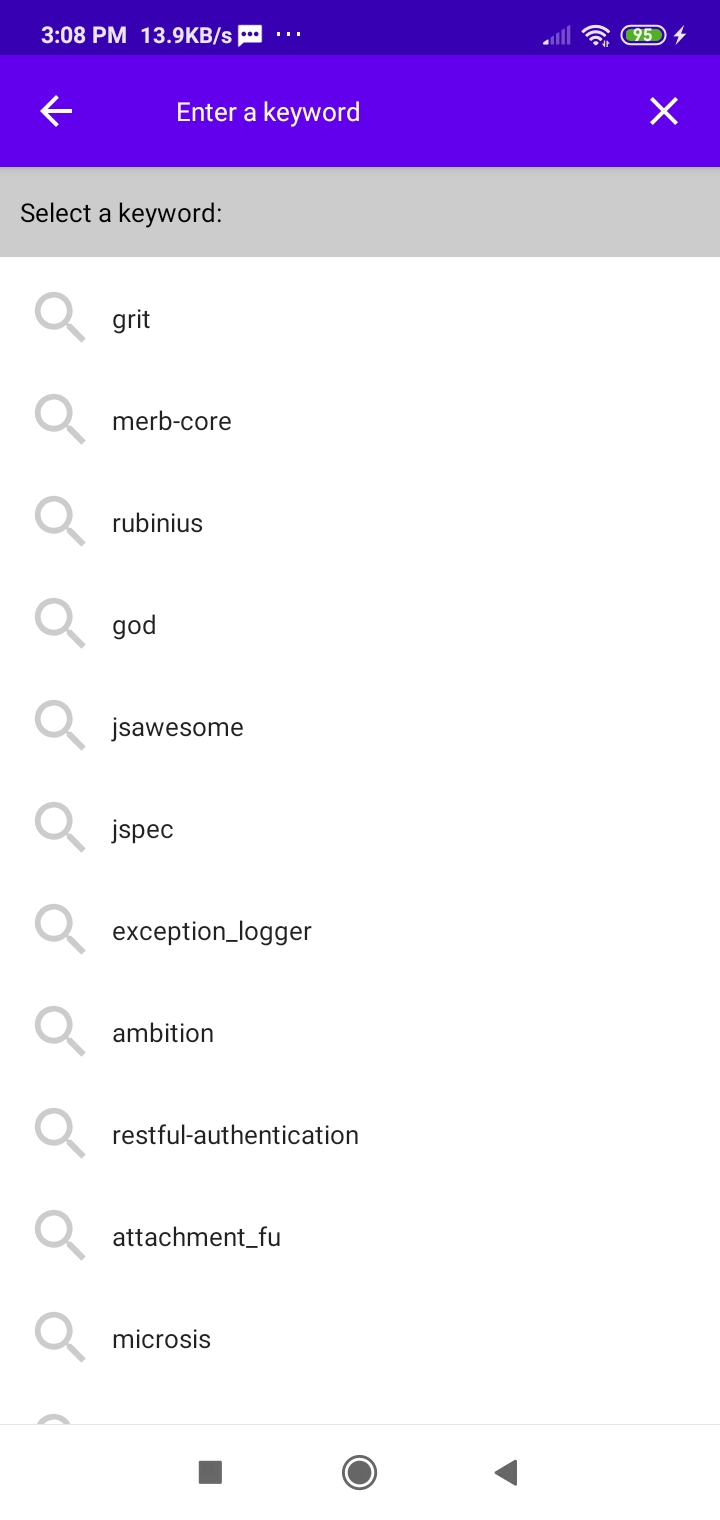 3:08 PM 13.9KB/s ... 95
Enter a keyword
Select a keyword:
grit
merb-core
rubinius
god
jsawesome
jspec
exception_logger
ambition
restful-authentication
attachment_fu
microsis